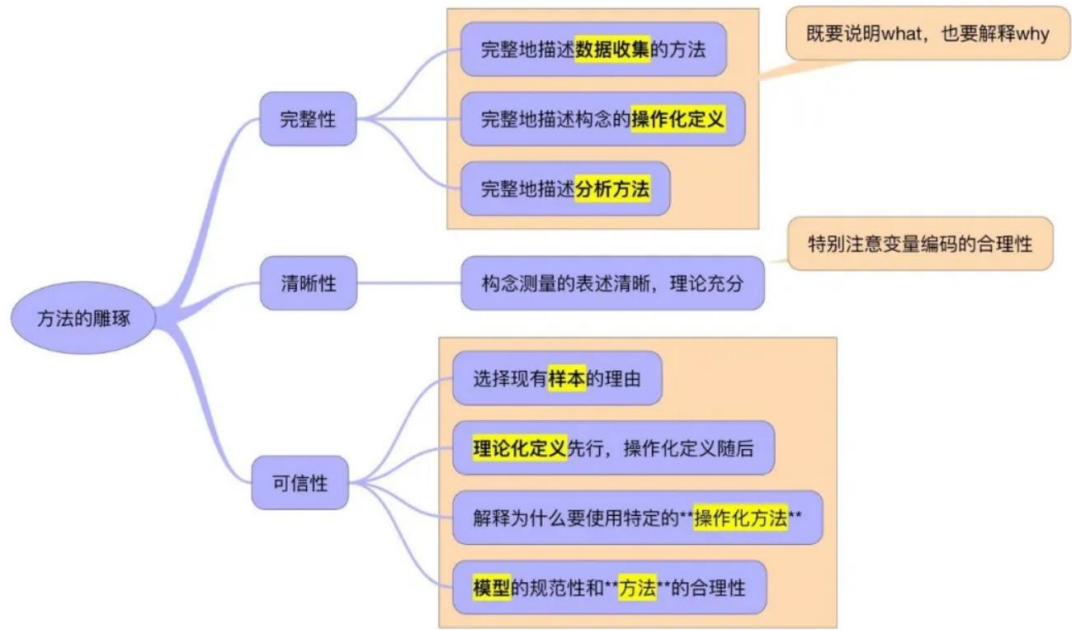 方法的雕琢
完整性
完整地描述数据收集的方法
完整地描述构念的操作化定义
完整地描述分析方法
既要说明what，也要解释why
清晰性
构念测量的表述清晰，理论充分
特别注意变量编码的合理性
可信性
选择现有样本的理由
理论化定义先行，操作化定义随后
解释为什么要使用特定的**操作化方法**
模型的规范性和**方法**的合理性